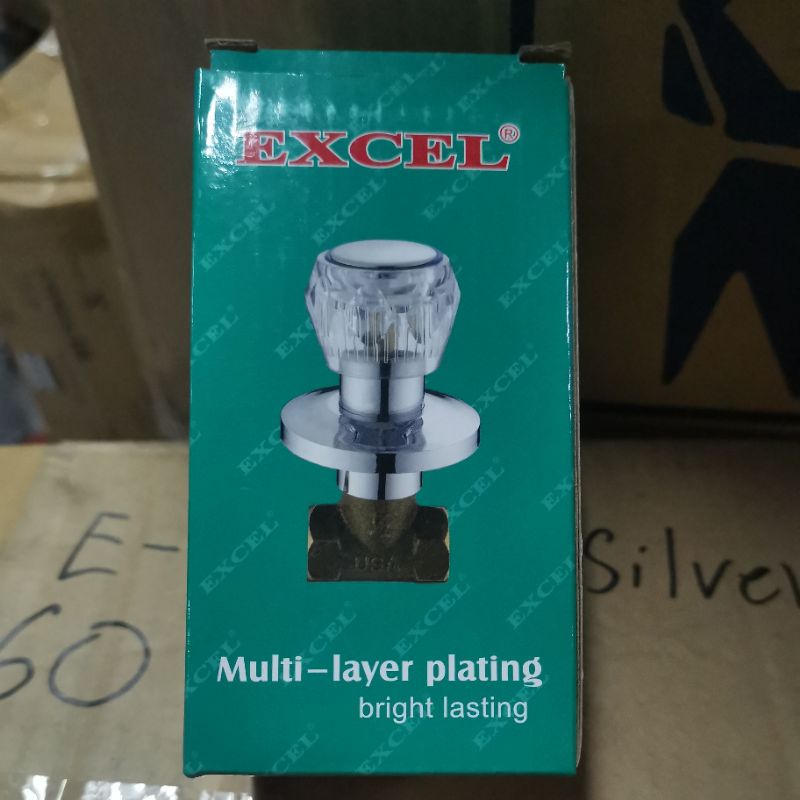 EXCEL®
USA
Multi-layer plating
bright lasting
E-
60
Silver